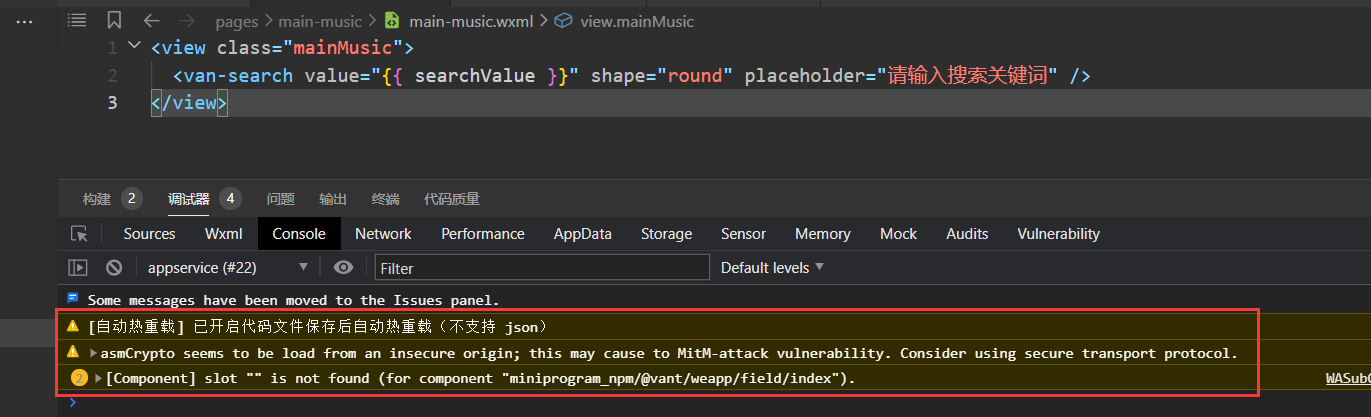 pages > main-music > main-music.wxml > view.mainMusic
1 <view class="mainMusic">
2 <van-search value="{{ searchValue }}" shape="round" placeholder="请输入搜索关键词" />
3 </view>
构建 2 调试器 4 问题 输出 终端 代码质量
Sources Wxml Console Network Performance AppData Storage Sensor Memory Mock Audits Vulnerability
appservice (#22) Filter Default levels
Some messages have been moved to the Issues panel.
[自动热重载] 已开启代码文件保存后自动热重载（不支持 json）
asmCrypto seems to be load from an insecure origin; this may cause to MitM-attack vulnerability. Consider using secure transport protocol.
2 [Component] slot "" is not found (for component "miniprogram_npm/@vant/weapp/field/index"). WASub